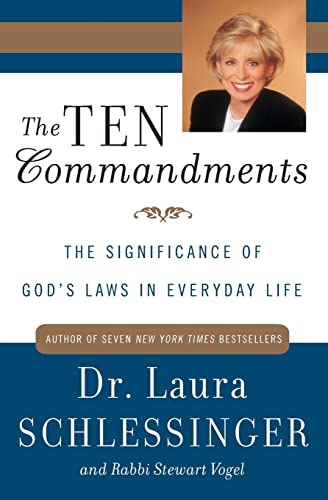 The TEN
Commandments
THE SIGNIFICANCE OF
GOD'S LAWS IN EVERYDAY LIFE
AUTHOR OF SEVEN NEW YORK TIMES BESTSELLERS
Dr. Laura
SCHLESSINGER
and Rabbi Stewart Vogel